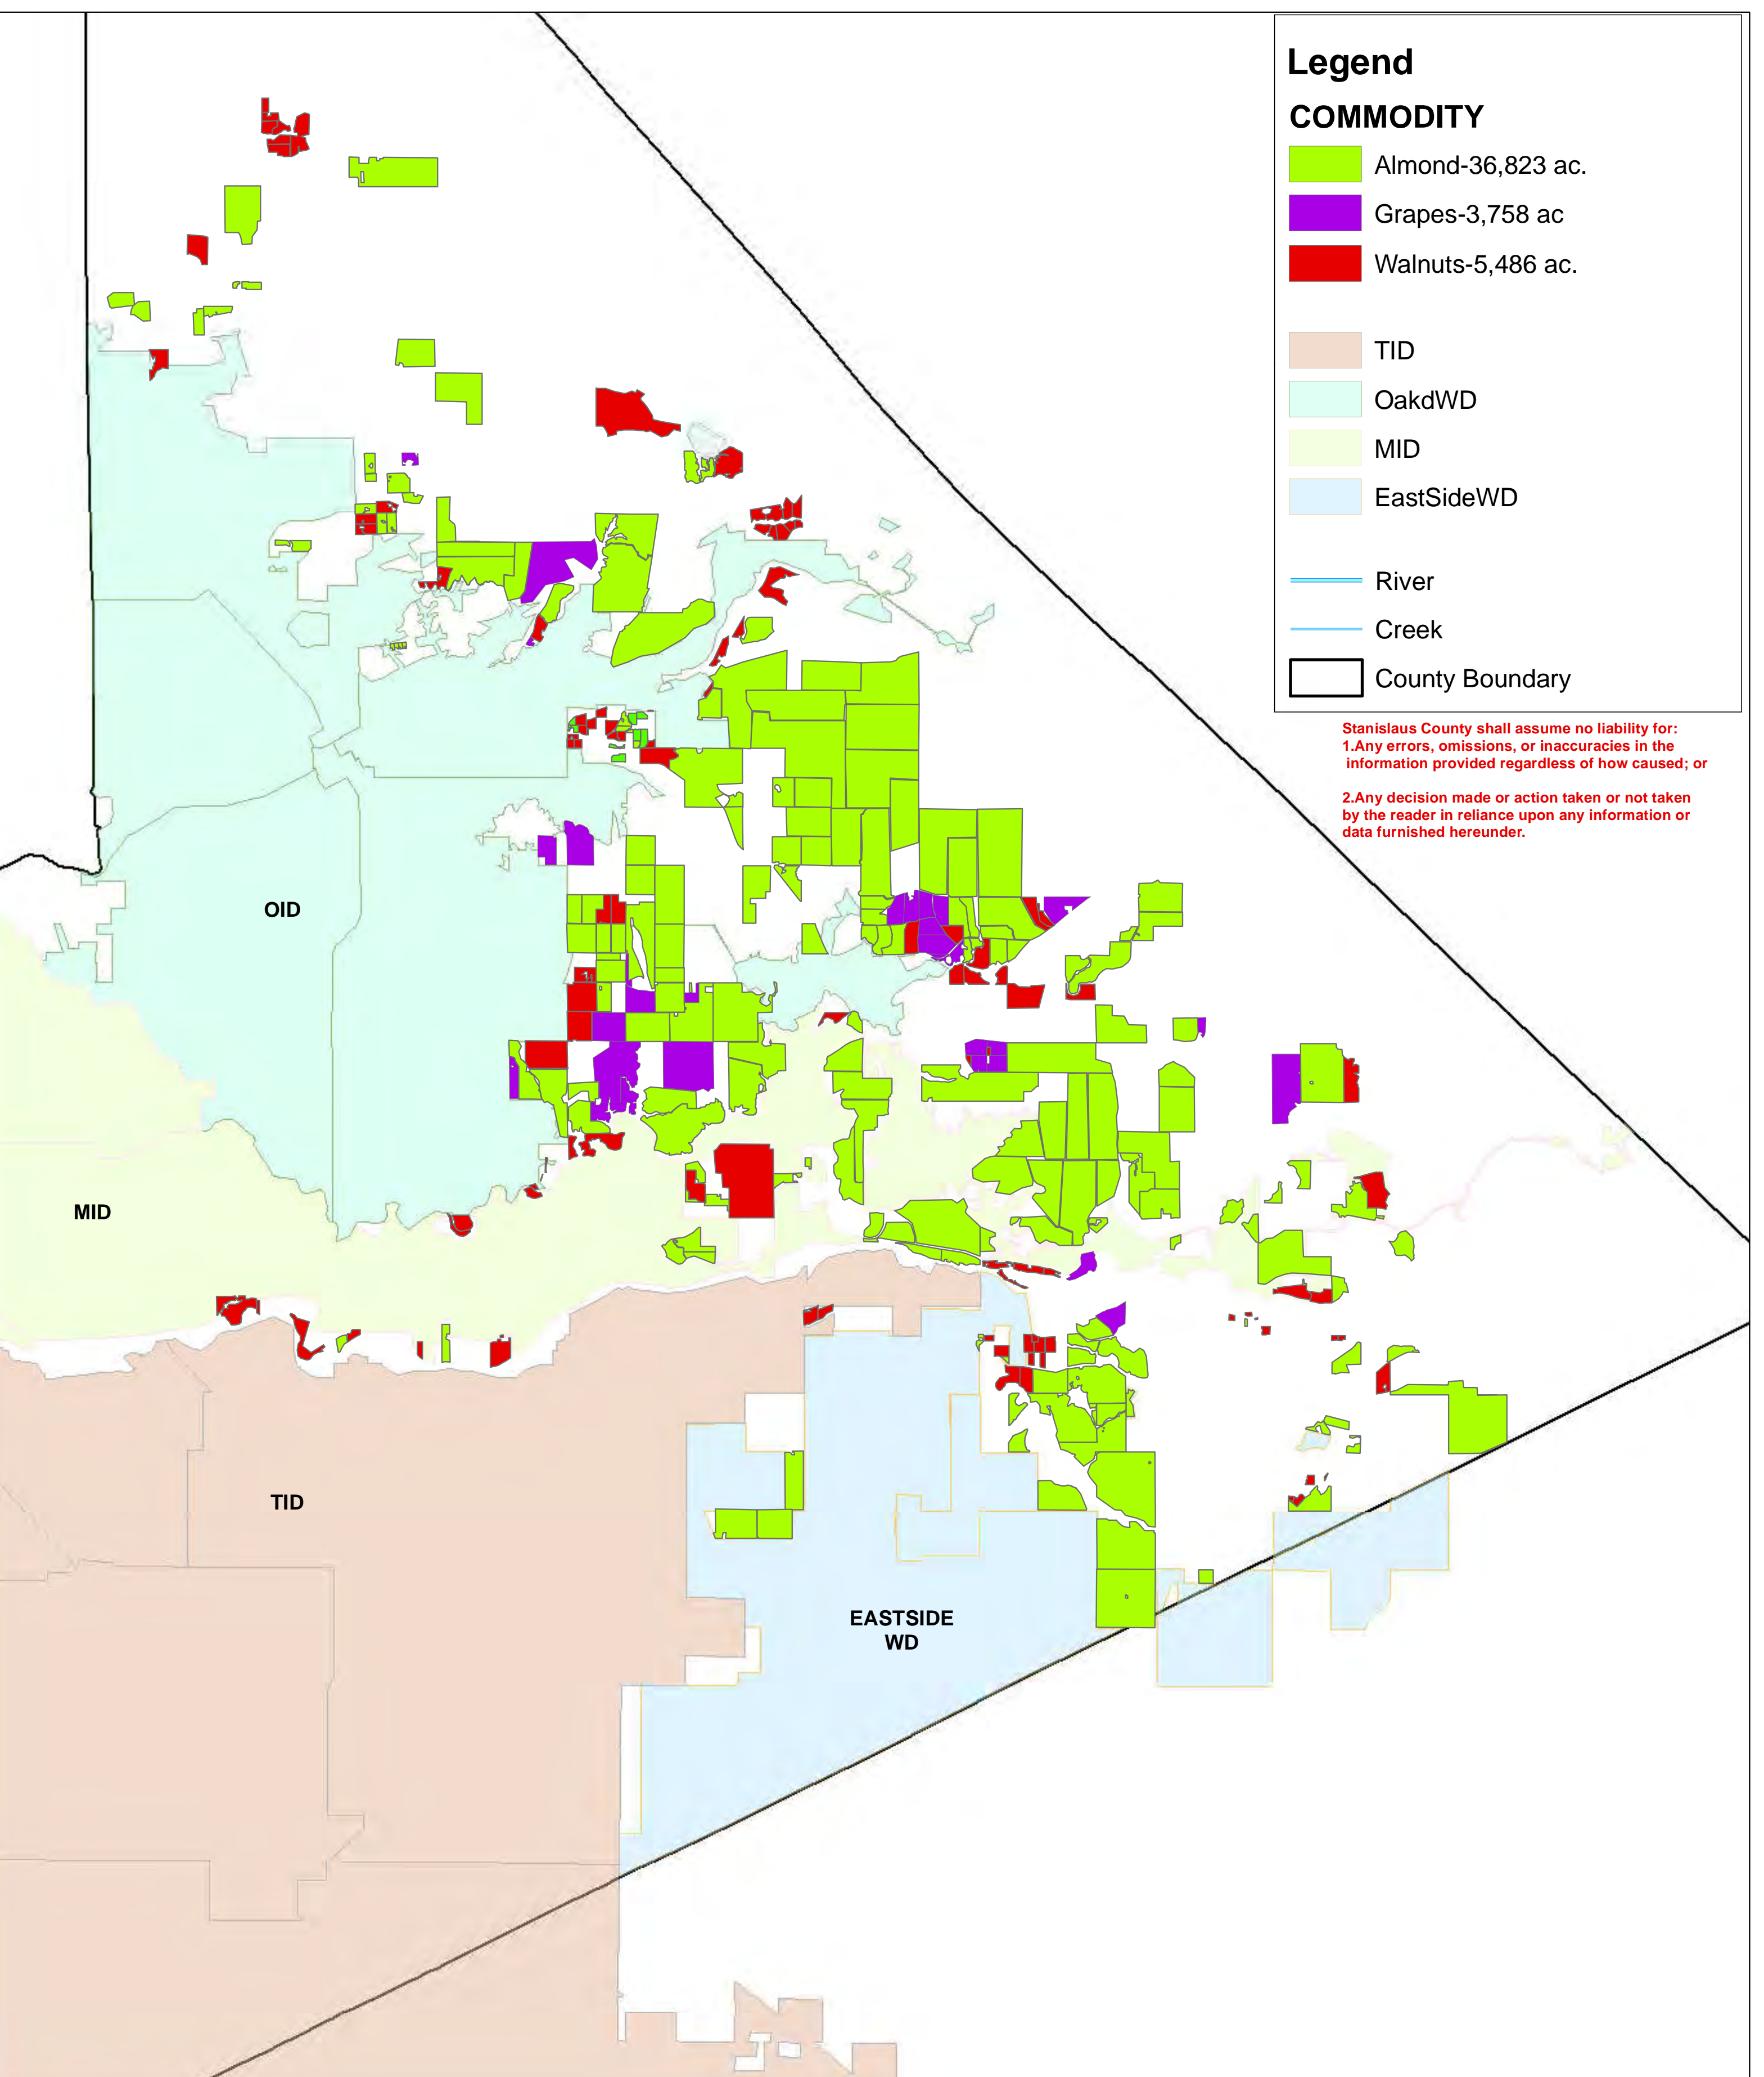 Legend
COMMODITY
Almond-36,823 ac.
Grapes-3,758 ac
Walnuts-5,486 ac.
TID
OakdWD
MID
EastSideWD
River
Creek
County Boundary
Stanislaus County shall assume no liability for:
1.Any errors, omissions, or inaccuracies in the
information provided regardless of how caused; or
2.Any decision made or action taken or not taken
by the reader in reliance upon any information or
data furnished hereunder.
OID
MID
TID
EASTSIDE
WD